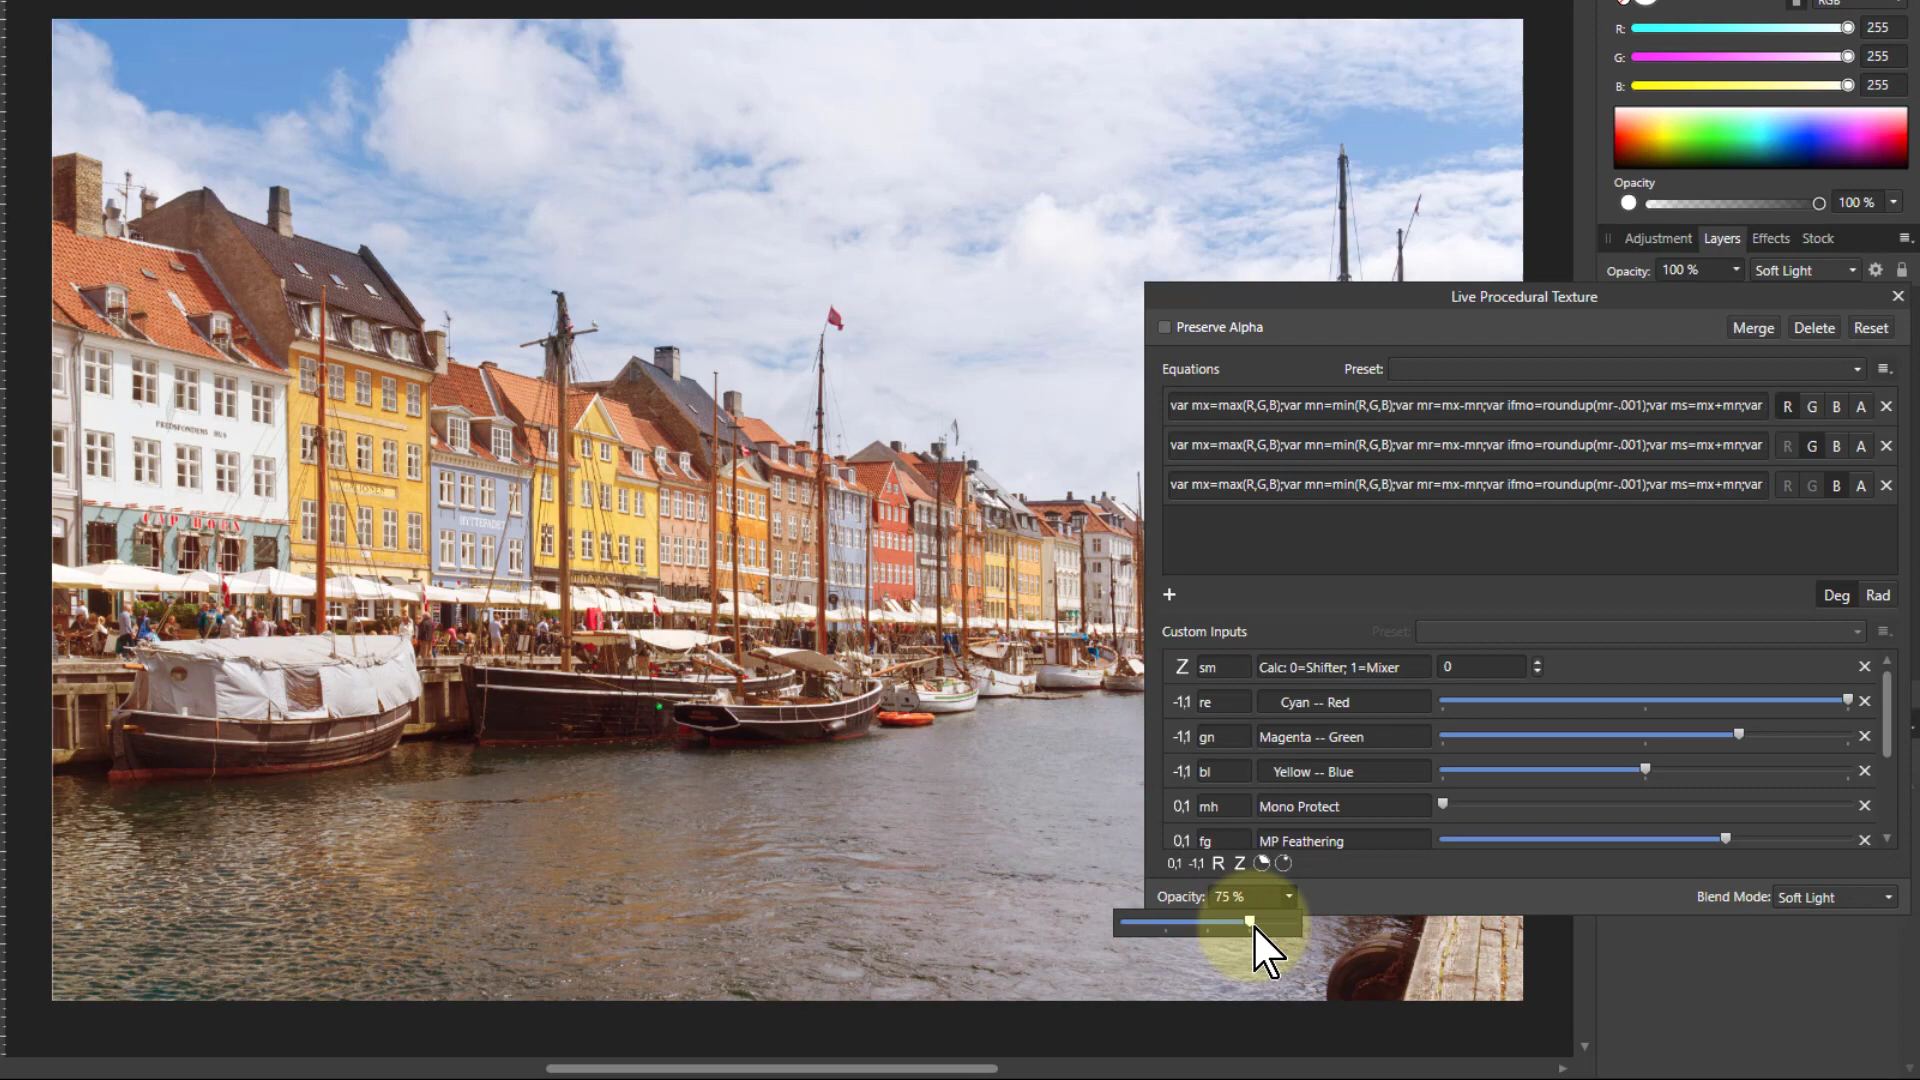 RGB
R: 255
G: 255
B: 255
Opacity
100 %
Adjustment Layers Effects Stock
Opacity: 100 % Soft Light
Live Procedural Texture
Preserve Alpha Merge Delete Reset
Equations Preset:
var mx=max(R,G,B);var mn=min(R,G,B);var mr=mx-mn;var ifmo=roundup(mr-.001);var ms=mx+mn;var R G B A
var mx=max(R,G,B);var mn=min(R,G,B);var mr=mx-mn;var ifmo=roundup(mr-.001);var ms=mx+mn;var R G B A
var mx=max(R,G,B);var mn=min(R,G,B);var mr=mx-mn;var ifmo=roundup(mr-.001);var ms=mx+mn;var R G B A
Deg Rad
Custom Inputs Preset:
Z sm Calc: 0=Shifter; 1=Mixer 0
-1,1 re Cyan -- Red
-1,1 gn Magenta -- Green
-1,1 bl Yellow -- Blue
0,1 mh Mono Protect
0,1 fg MP Feathering
0,1 -1,1 R Z
Opacity: 75 % Blend Mode: Soft Light
CAP HORN
NYTTEFADET